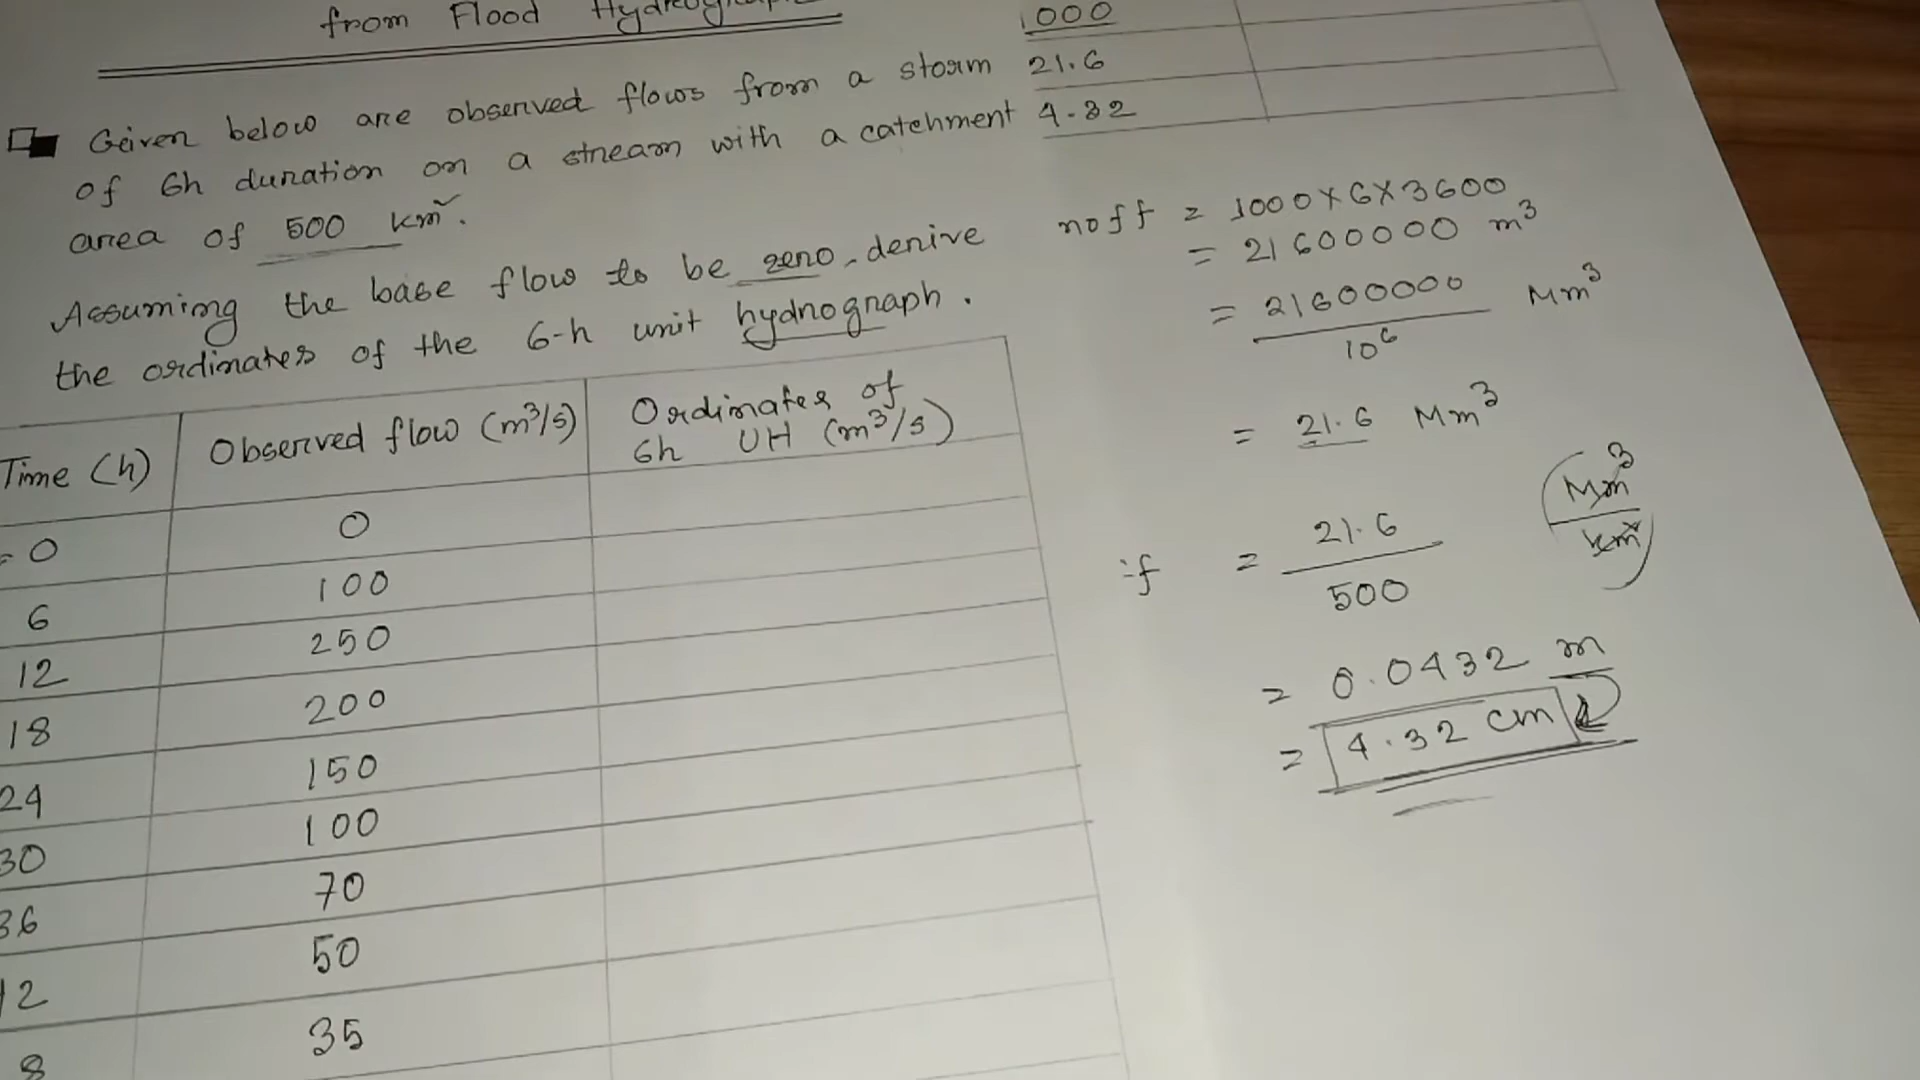 from Flood
Given below are observed flows from a storm
of 6h duration on a stream with a catchment
area of 500 km².
Assuming the base flow to be zero, derive
the ordinates of the 6-h unit hydrograph.
Time (h) Observed flow (m³/s) Ordinates of 6h UH (m³/s)
0 0
6 100
12 250
18 200
24 150
30 100
36 70
2 50
8 35
1000
21.6
4.32
noff = 1000×6×3600
= 21600000 m³
= 21600000 / 10⁶ Mm³
= 21.6 Mm³
= 21.6 / 500 (Mm³ / km²)
= 0.0432 m
= 4.32 cm